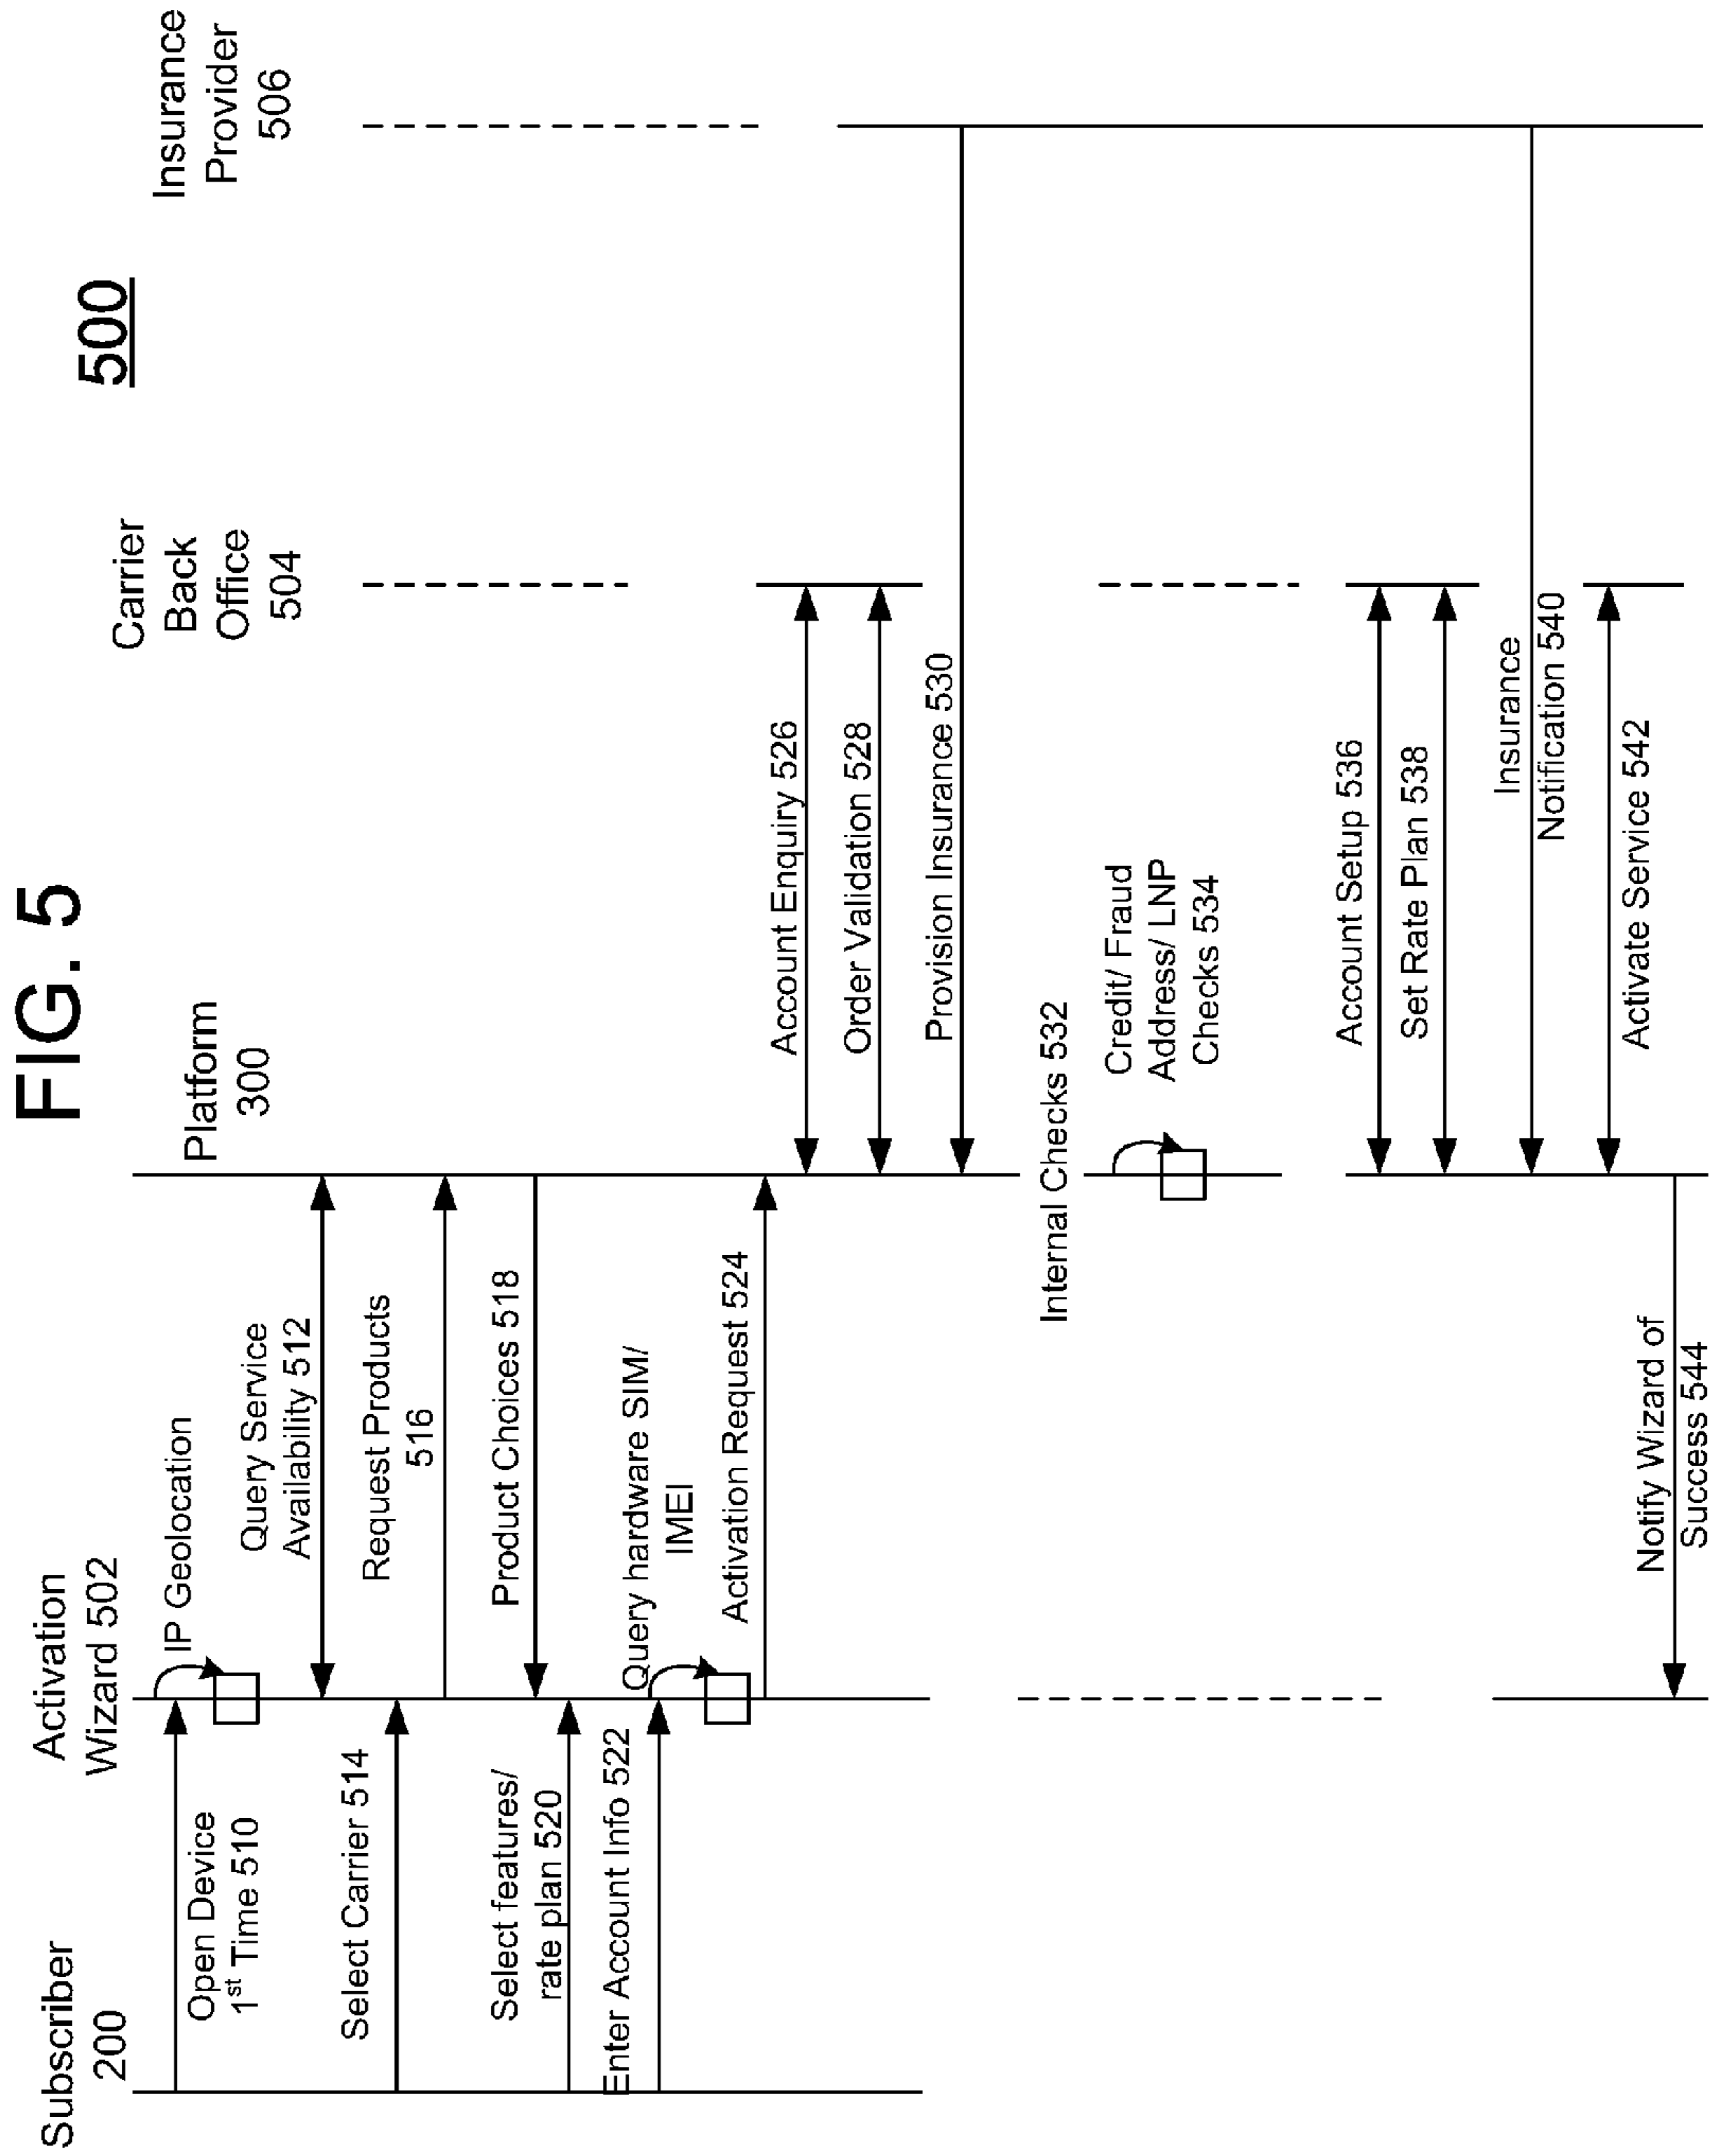 FIG. 5
500
Subscriber
200
Activation
Wizard 502
Platform
300
Carrier
Back
Office
504
Insurance
Provider
506
Open Device
1st Time 510
IP Geolocation
Query Service
Availability 512
Select Carrier 514
Request Products
516
Product Choices 518
Select features/
rate plan 520
Enter Account Info 522
Query hardware SIM/
IMEI
Activation Request 524
Account Enquiry 526
Order Validation 528
Provision Insurance 530
Internal Checks 532
Credit/ Fraud
Address/ LNP
Checks 534
Account Setup 536
Set Rate Plan 538
Insurance
Notification 540
Activate Service 542
Notify Wizard of
Success 544